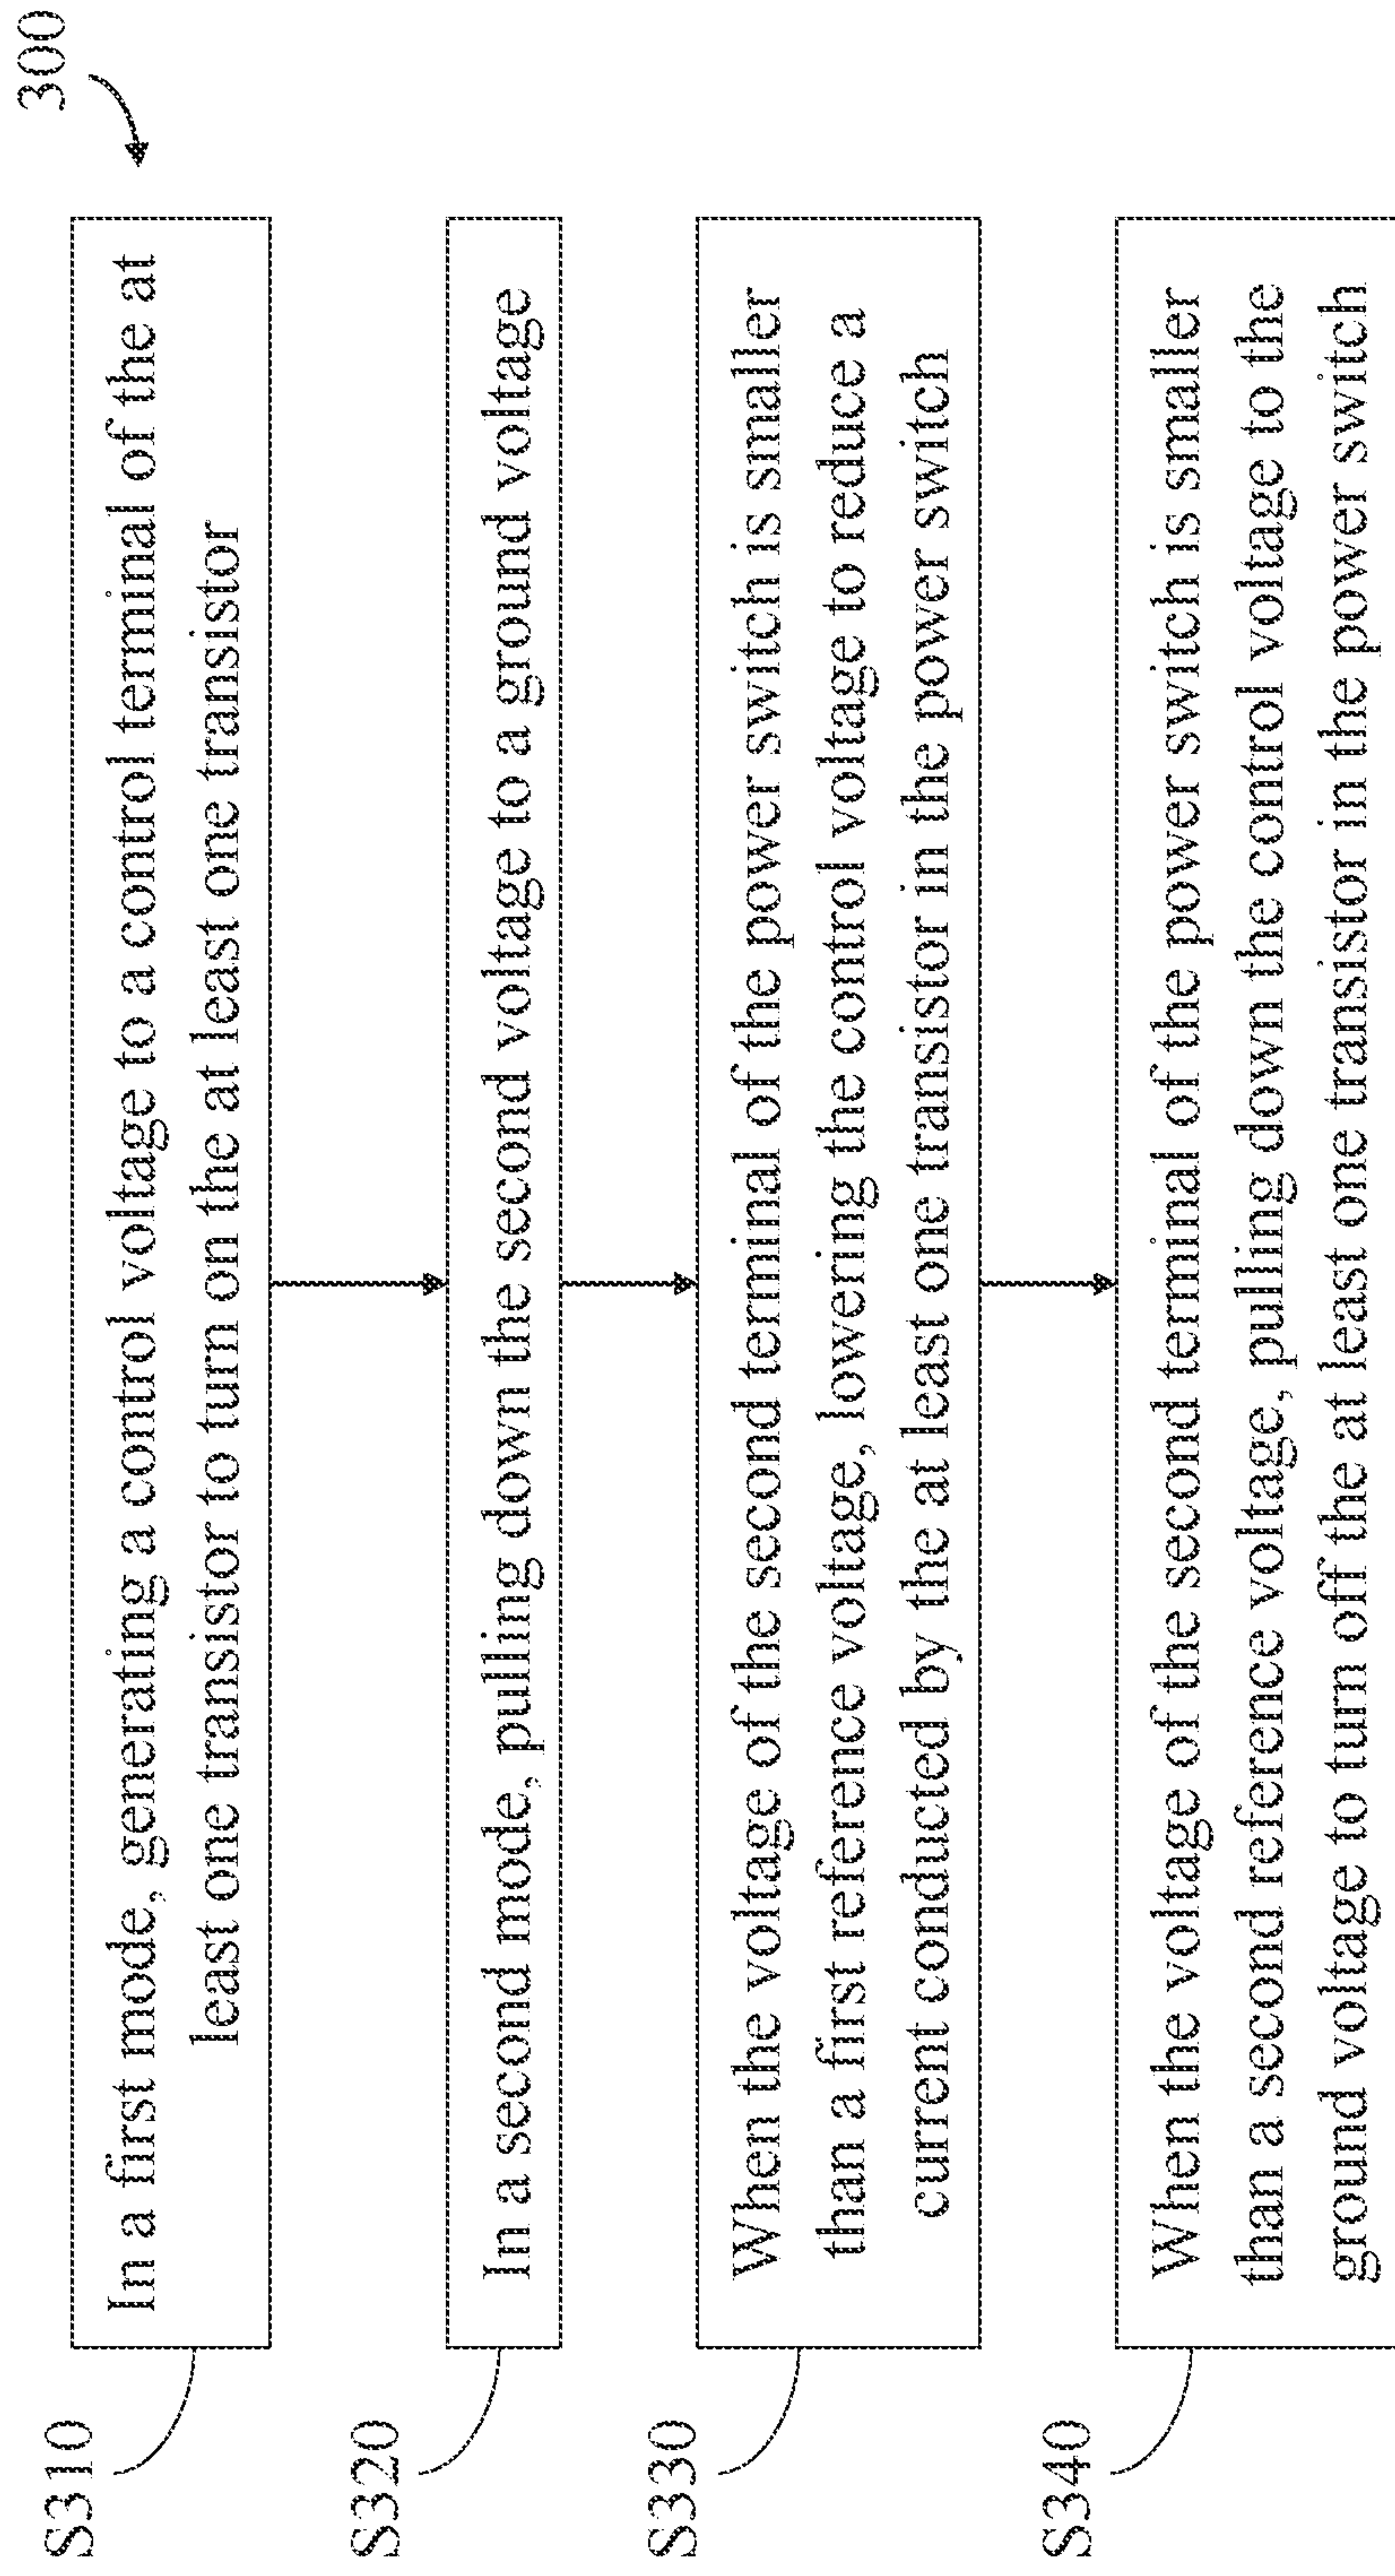 300
S310
In a first mode, generating a control voltage to a control terminal of the at
least one transistor to turn on the at least one transistor
S320
In a second mode, pulling down the second voltage to a ground voltage
S330
When the voltage of the second terminal of the power switch is smaller
than a first reference voltage, lowering the control voltage to reduce a
current conducted by the at least one transistor in the power switch
S340
When the voltage of the second terminal of the power switch is smaller
than a second reference voltage, pulling down the control voltage to the
ground voltage to turn off the at least one transistor in the power switch